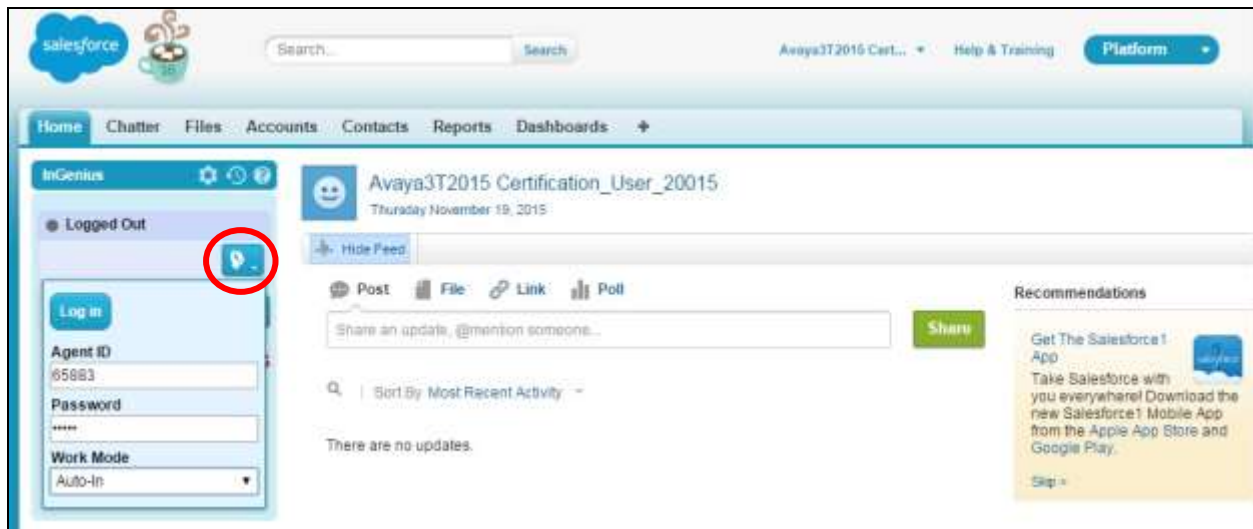 salesforce
Search...
Search
Avaya3T2015 Cert...
Help & Training
Platform
Home
Chatter
Files
Accounts
Contacts
Reports
Dashboards
+
InGenius
Avaya3T2015 Certification_User_20015
Thursday November 19, 2015
Logged Out
Hide Feed
Post
File
Link
Poll
Share an update, @mention someone...
Share
Log in
Agent ID
65883
Password
•••••
Work Mode
Auto-In
Sort By Most Recent Activity
There are no updates.
Recommendations
Get The Salesforce1
App
Take Salesforce with
you everywhere! Download the
new Salesforce1 Mobile App
from the Apple App Store and
Google Play.
Skip »